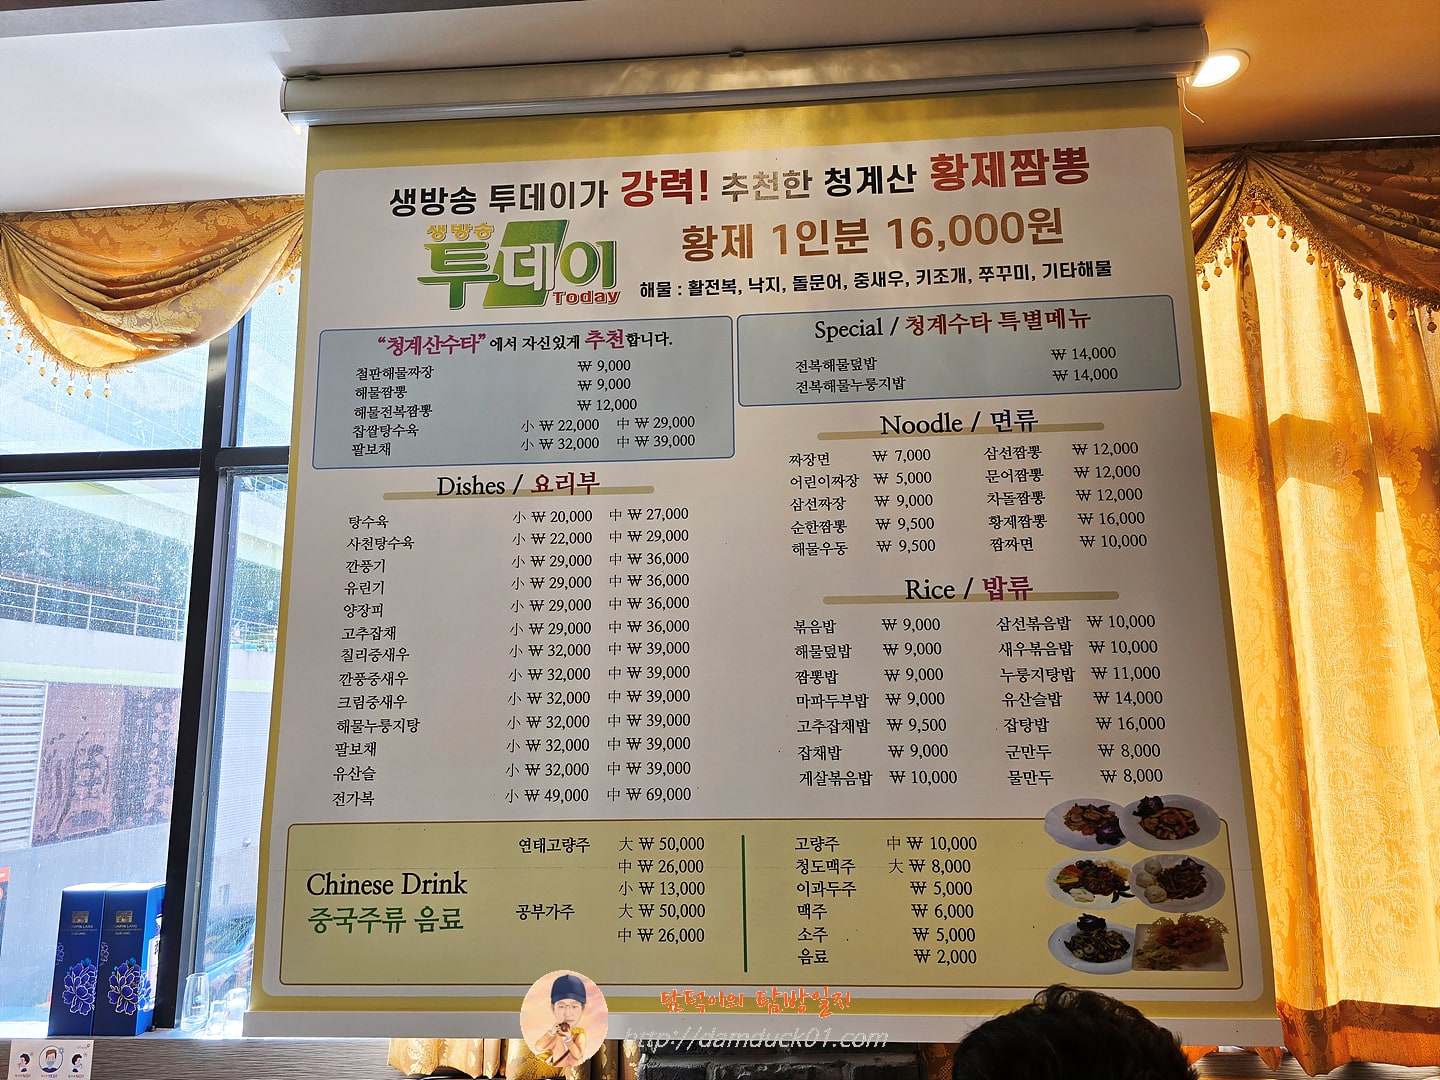 생방송 투데이가 강력! 추천한 청계산 황제짬뽕
생방송
투데이
Today
황제 1인분 16,000원
해물 : 활전복, 낙지, 돌문어, 중새우, 키조개, 쭈꾸미, 기타해물
“청계산수타”에서 자신있게 추천합니다.
철판해물짜장 ₩ 9,000
해물짬뽕 ₩ 9,000
해물전복짬뽕 ₩ 12,000
찹쌀탕수육 小 ₩ 22,000 中 ₩ 29,000
팔보채 小 ₩ 32,000 中 ₩ 39,000
Dishes / 요리부
탕수육 小 ₩ 20,000 中 ₩ 27,000
사천탕수육 小 ₩ 22,000 中 ₩ 29,000
깐풍기 小 ₩ 29,000 中 ₩ 36,000
유린기 小 ₩ 29,000 中 ₩ 36,000
양장피 小 ₩ 29,000 中 ₩ 36,000
고추잡채 小 ₩ 29,000 中 ₩ 36,000
칠리중새우 小 ₩ 32,000 中 ₩ 39,000
깐풍중새우 小 ₩ 32,000 中 ₩ 39,000
크림중새우 小 ₩ 32,000 中 ₩ 39,000
해물누룽지탕 小 ₩ 32,000 中 ₩ 39,000
팔보채 小 ₩ 32,000 中 ₩ 39,000
유산슬 小 ₩ 32,000 中 ₩ 39,000
전가복 小 ₩ 49,000 中 ₩ 69,000
Special / 청계수타 특별메뉴
전복해물덮밥 ₩ 14,000
전복해물누룽지밥 ₩ 14,000
Noodle / 면류
짜장면 ₩ 7,000 삼선짬뽕 ₩ 12,000
어린이짜장 ₩ 5,000 문어짬뽕 ₩ 12,000
삼선짜장 ₩ 9,000 차돌짬뽕 ₩ 12,000
순한짬뽕 ₩ 9,500 황제짬뽕 ₩ 16,000
해물우동 ₩ 9,500 짬짜면 ₩ 10,000
Rice / 밥류
볶음밥 ₩ 9,000 삼선볶음밥 ₩ 10,000
해물덮밥 ₩ 9,000 새우볶음밥 ₩ 10,000
짬뽕밥 ₩ 9,000 누룽지탕밥 ₩ 11,000
마파두부밥 ₩ 9,000 유산슬밥 ₩ 14,000
고추잡채밥 ₩ 9,500 잡탕밥 ₩ 16,000
잡채밥 ₩ 9,000 군만두 ₩ 8,000
게살볶음밥 ₩ 10,000 물만두 ₩ 8,000
Chinese Drink
중국주류 음료
연태고량주 大 ₩ 50,000
中 ₩ 26,000
小 ₩ 13,000
공부가주 大 ₩ 50,000
中 ₩ 26,000
고량주 中 ₩ 10,000
청도맥주 大 ₩ 8,000
이과두주 ₩ 5,000
맥주 ₩ 6,000
소주 ₩ 5,000
음료 ₩ 2,000
담덕이의 탐방일지
http://damduck01.com